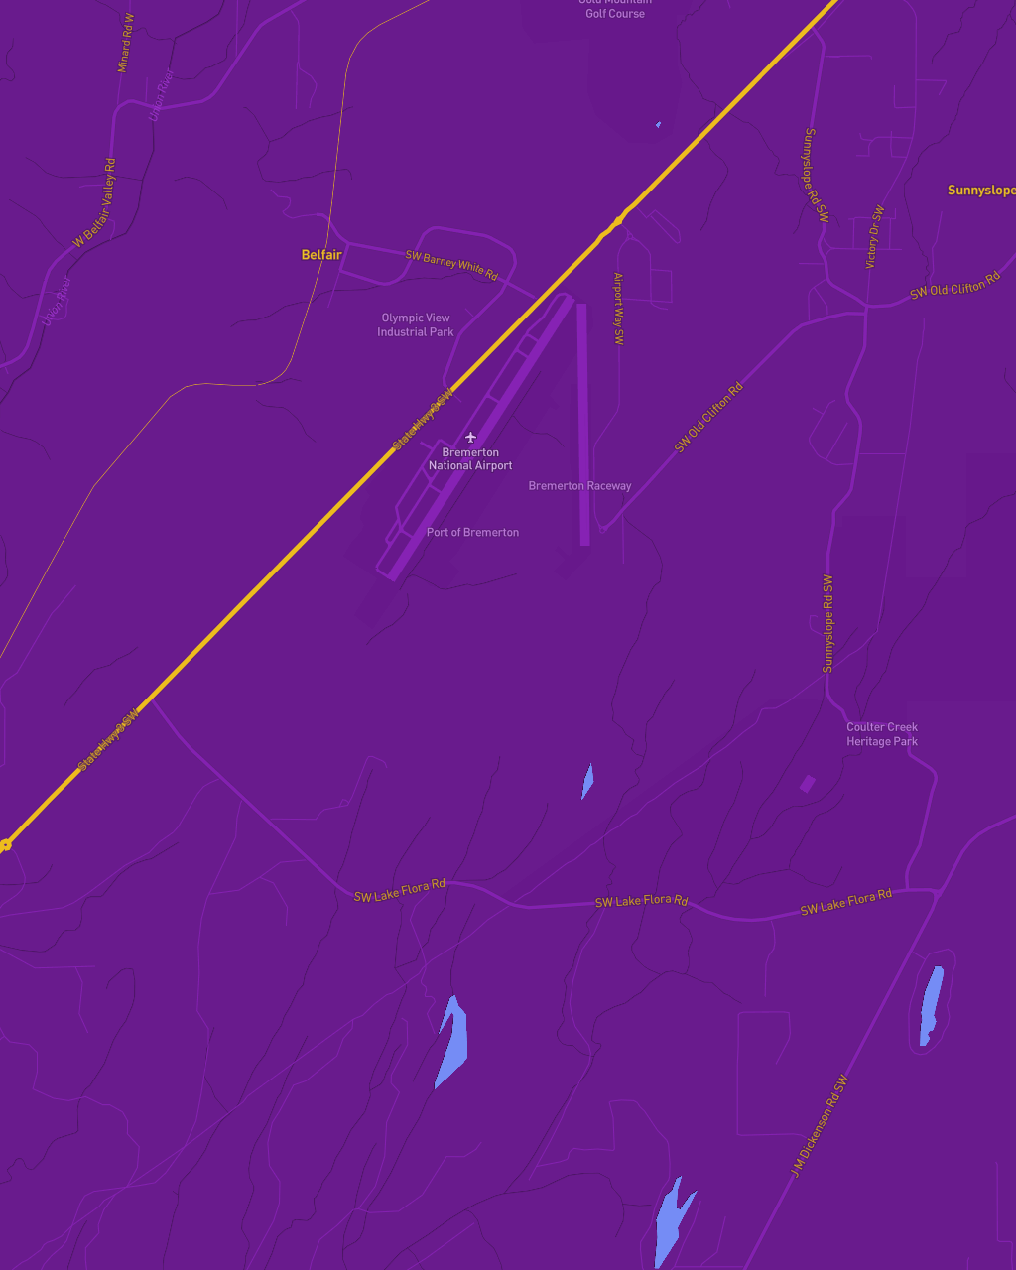 Gold Mountain
Golf Course
Minard Rd W
Union River
W Belfair Valley Rd
Sunnyslope Rd SW
Sunnyslope
Victory Dr SW
Belfair
SW Barney White Rd
SW Old Clifton Rd
Union River
Airport Way SW
Olympic View
Industrial Park
State Hwy 3 SW
SW Old Clifton Rd
Bremerton
National Airport
Bremerton Raceway
Port of Bremerton
Sunnyslope Rd SW
State Hwy 3 SW
Coulter Creek
Heritage Park
SW Lake Flora Rd
SW Lake Flora Rd
SW Lake Flora Rd
J M Dickenson Rd SW